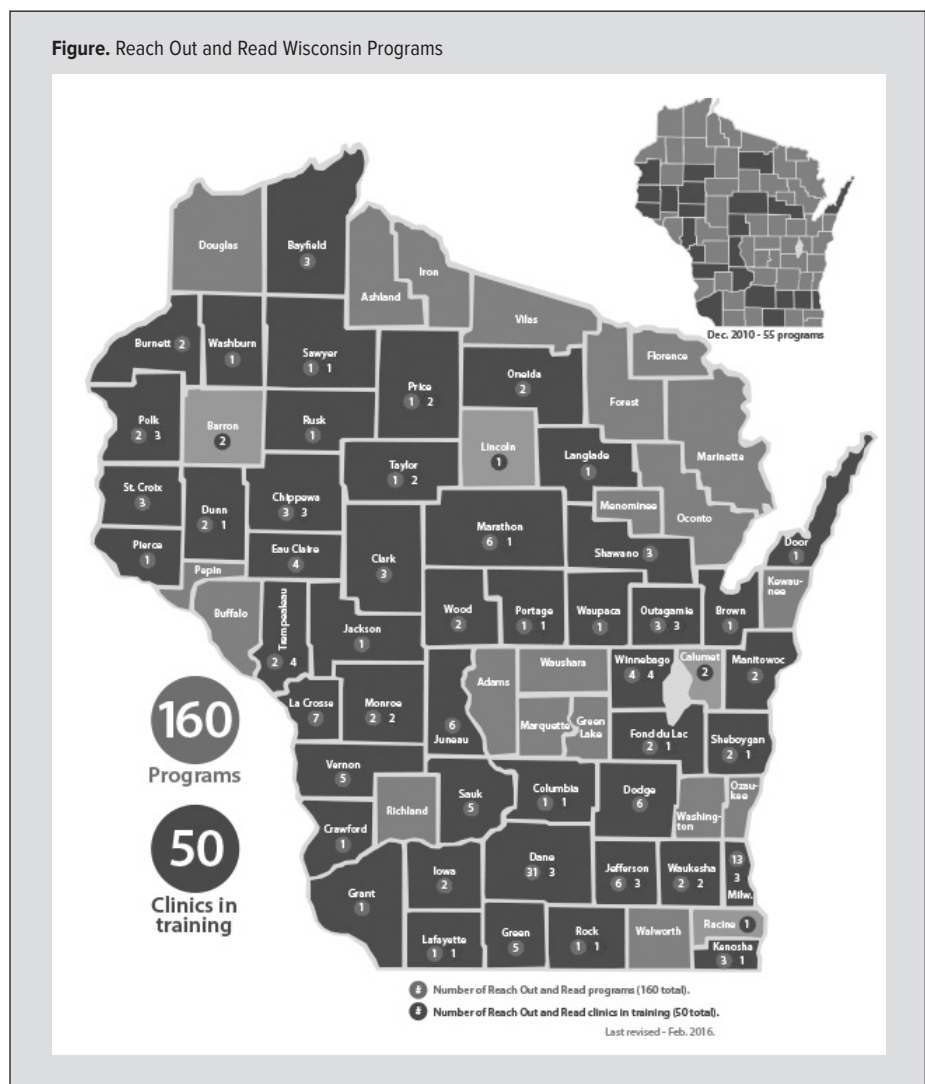 Figure. Reach Out and Read Wisconsin Programs
Dec. 2010 - 55 programs
Douglas
Bayfield
3
Ashland
Iron
Vilas
Florence
Forest
Marinette
Burnett 2
Washburn
1
Sawyer
1 1
Price
1 2
Oneida
2
Polk
2 3
Barron
2
Rusk
1
Lincoln
1
Langlade
1
Taylor
1 2
Menominee
Oconto
St. Croix
3
Dunn
2 1
Chippewa
3 3
Marathon
6 1
Shawano 3
Door
1
Pierce
1
Pepin
Eau Claire
4
Clark
3
Kewau-
nee
Buffalo
Trempealeau
2 4
Jackson
1
Wood
2
Portage
1 1
Waupaca
1
Outagamie
3 3
Brown
1
La Crosse
7
Monroe
2 2
6
Juneau
Adams
Waushara
Winnebago
4 4
Calumet
2
Manitowoc
2
Marquette
Green
Lake
Fond du Lac
2 1
Sheboygan
2 1
160
Programs
Vernon
5
Richland
Sauk
5
Columbia
1 1
Dodge
6
Washing-
ton
Ozau-
kee
50
Clinics in
training
Crawford
1
Grant
1
Iowa
2
Dane
31 3
Jefferson
6 3
Waukesha
2 2
13
3
Milw.
Lafayette
1 1
Green
5
Rock
1 1
Walworth
Racine 1
Kenosha
3 1
# Number of Reach Out and Read programs (160 total).
# Number of Reach Out and Read clinics in training (50 total).
Last revised - Feb. 2016.